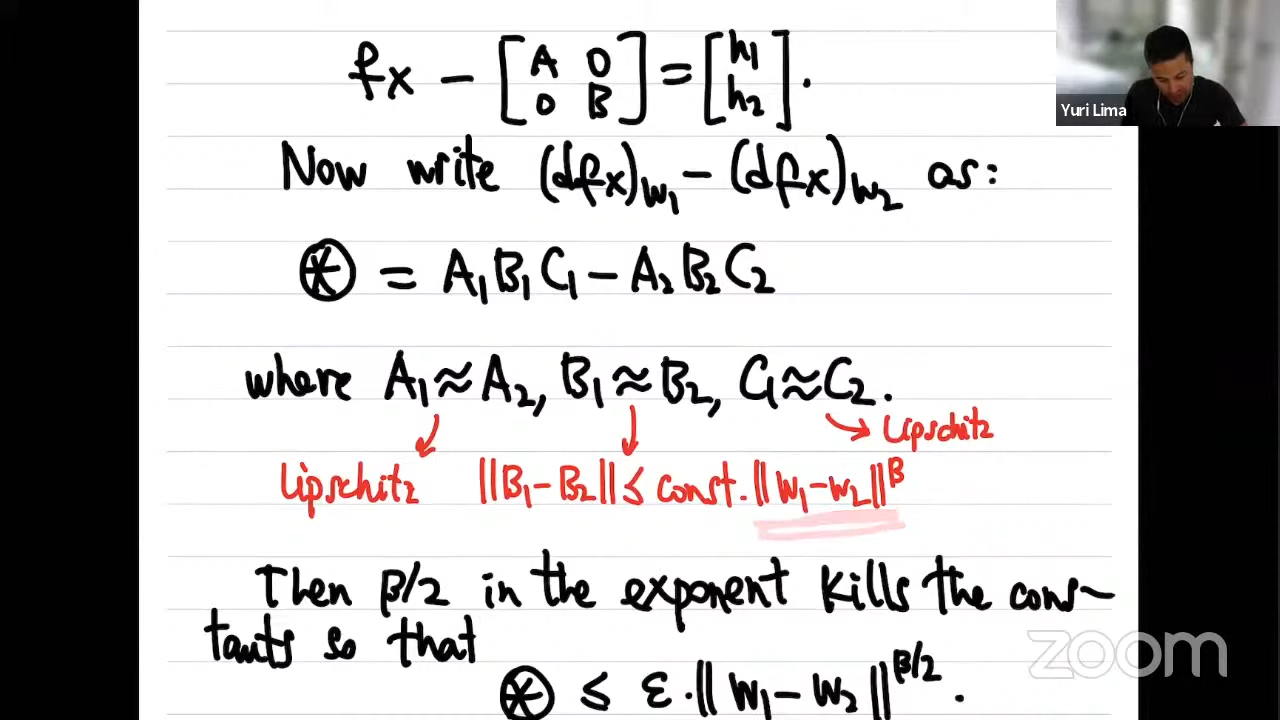 fx − [A 0 0 B] = [h₁ h₂].
Now write (dfx)w₁ − (dfx)w₂ as:
⊛ = A₁B₁C₁ − A₂B₂C₂
where A₁≈A₂, B₁≈B₂, C₁≈C₂.
Lipschitz
Lipschitz ||B₁−B₂|| ≤ const.||w₁−w₂||^β
Then β/2 in the exponent kills the cons-
tants so that
⊛ ≤ ε·||w₁−w₂||^β/2.
Yuri Lima
zoom